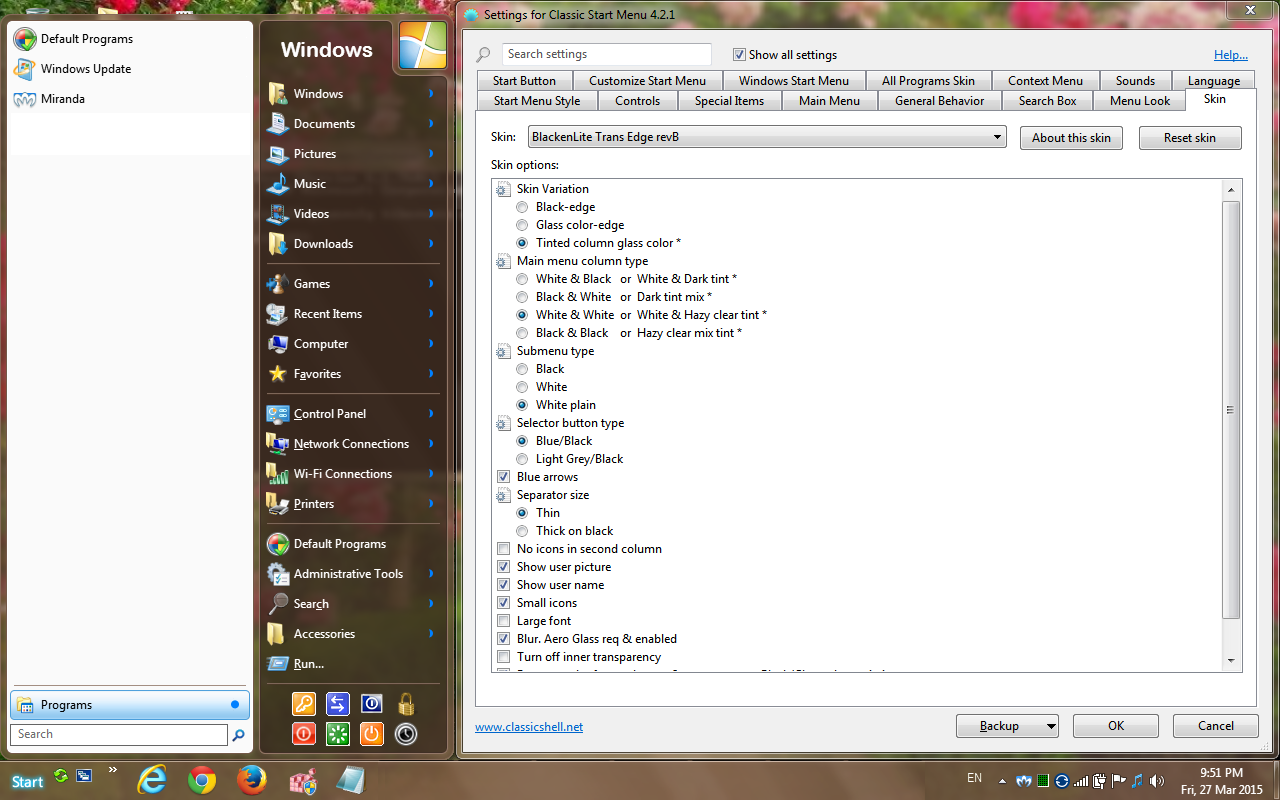 Default Programs
Windows Update
Miranda
Programs
Search
Windows
Windows
Documents
Pictures
Music
Videos
Downloads
Games
Recent Items
Computer
Favorites
Control Panel
Network Connections
Wi-Fi Connections
Printers
Default Programs
Administrative Tools
Search
Accessories
Run...
Settings for Classic Start Menu 4.2.1
Search settings
Show all settings
Help...
Start Button
Customize Start Menu
Windows Start Menu
All Programs Skin
Context Menu
Sounds
Language
Start Menu Style
Controls
Special Items
Main Menu
General Behavior
Search Box
Menu Look
Skin
Skin:
BlackenLite Trans Edge revB
About this skin
Reset skin
Skin options:
Skin Variation
Black-edge
Glass color-edge
Tinted column glass color *
Main menu column type
White & Black or White & Dark tint *
Black & White or Dark tint mix *
White & White or White & Hazy clear tint *
Black & Black or Hazy clear mix tint *
Submenu type
Black
White
White plain
Selector button type
Blue/Black
Light Grey/Black
Blue arrows
Separator size
Thin
Thick on black
No icons in second column
Show user picture
Show user name
Small icons
Large font
Blur. Aero Glass req & enabled
Turn off inner transparency
www.classicshell.net
Backup
OK
Cancel
Start
EN
9:51 PM
Fri, 27 Mar 2015